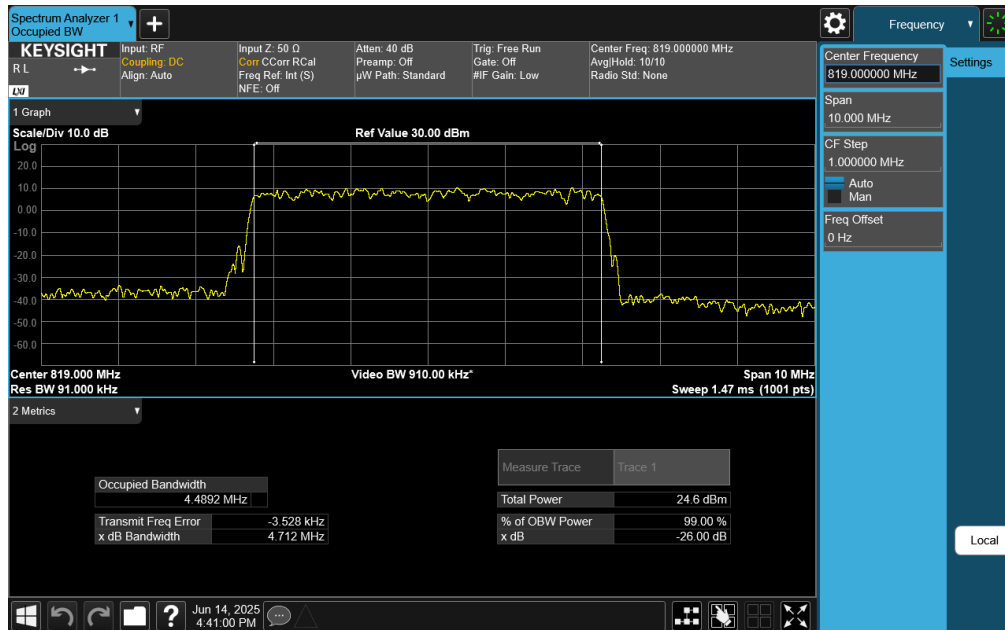 Spectrum Analyzer 1
Occupied BW
Frequency
KEYSIGHT
R L
LXI
Input: RF
Coupling: DC
Align: Auto
Input Z: 50 Ω
Corr CCorr RCal
Freq Ref: Int (S)
NFE: Off
Atten: 40 dB
Preamp: Off
µW Path: Standard
Trig: Free Run
Gate: Off
#IF Gain: Low
Center Freq: 819.000000 MHz
Avg|Hold: 10/10
Radio Std: None
Center Frequency
819.000000 MHz
Settings
Span
10.000 MHz
CF Step
1.000000 MHz
Auto
Man
Freq Offset
0 Hz
1 Graph
Scale/Div 10.0 dB
Ref Value 30.00 dBm
Log
20.0
10.0
0.00
-10.0
-20.0
-30.0
-40.0
-50.0
-60.0
Center 819.000 MHz
Video BW 910.00 kHz*
Span 10 MHz
Res BW 91.000 kHz
Sweep 1.47 ms (1001 pts)
2 Metrics
Measure Trace
Trace 1
Occupied Bandwidth
4.4892 MHz
Total Power
24.6 dBm
Transmit Freq Error
-3.528 kHz
% of OBW Power
99.00 %
x dB Bandwidth
4.712 MHz
x dB
-26.00 dB
Local
Jun 14, 2025
4:41:00 PM